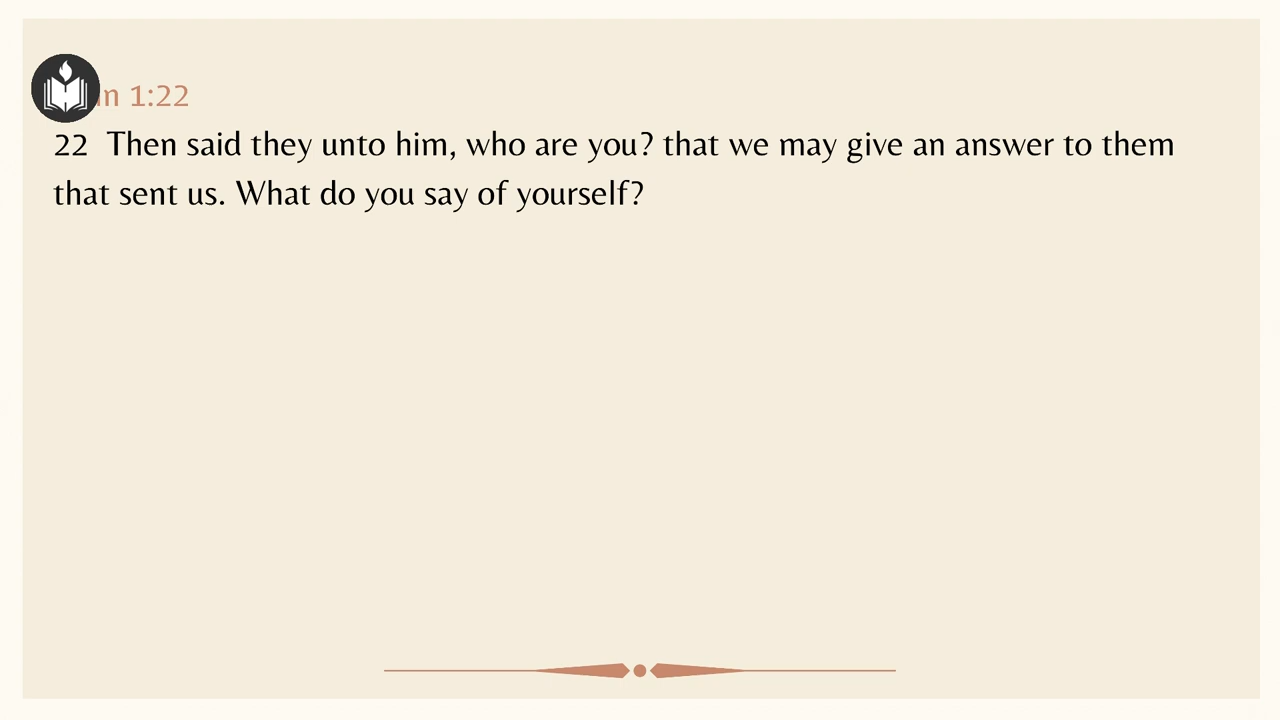 1:22
22 Then said they unto him, who are you? that we may give an answer to them
that sent us. What do you say of yourself?